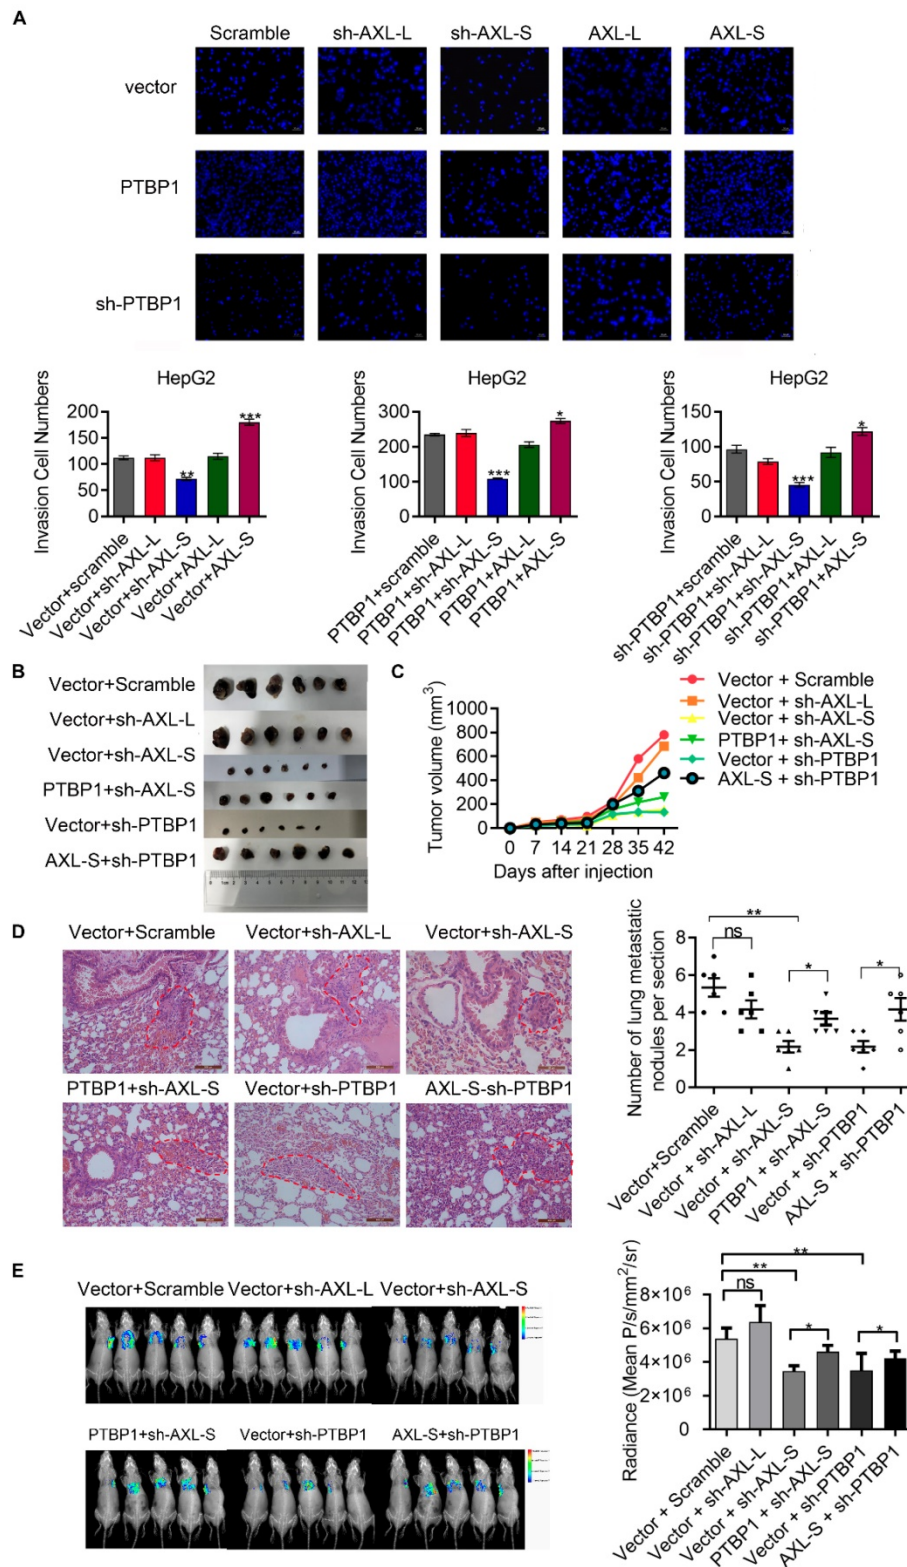 A
Scramble sh-AXL-L sh-AXL-S AXL-L AXL-S
vector
PTBP1
sh-PTBP1
HepG2
Invasion Cell Numbers
200
150
100
50
0
**
***
Vector+scramble
Vector+sh-AXL-L
Vector+sh-AXL-S
Vector+AXL-L
Vector+AXL-S
HepG2
Invasion Cell Numbers
300
200
100
0
***
*
PTBP1+scramble
PTBP1+sh-AXL-L
PTBP1+sh-AXL-S
PTBP1+AXL-L
PTBP1+AXL-S
HepG2
Invasion Cell Numbers
150
100
50
0
***
*
sh-PTBP1+scramble
sh-PTBP1+sh-AXL-L
sh-PTBP1+sh-AXL-S
sh-PTBP1+AXL-L
sh-PTBP1+AXL-S
B
Vector+Scramble
Vector+sh-AXL-L
Vector+sh-AXL-S
PTBP1+sh-AXL-S
Vector+sh-PTBP1
AXL-S+sh-PTBP1
C
Tumor volume (mm³)
1000
800
600
400
200
0
0 7 14 21 28 35 42
Days after injection
Vector + Scramble
Vector + sh-AXL-L
Vector + sh-AXL-S
PTBP1+ sh-AXL-S
Vector + sh-PTBP1
AXL-S + sh-PTBP1
D
Vector+Scramble Vector+sh-AXL-L Vector+sh-AXL-S
PTBP1+sh-AXL-S Vector+sh-PTBP1 AXL-S-sh-PTBP1
Number of lung metastatic
nodules per section
8
6
4
2
0
**
ns
*
*
Vector+Scramble
Vector + sh-AXL-L
Vector + sh-AXL-S
PTBP1 + sh-AXL-S
Vector + sh-PTBP1
AXL-S + sh-PTBP1
E
Vector+Scramble Vector+sh-AXL-L Vector+sh-AXL-S
PTBP1+sh-AXL-S Vector+sh-PTBP1 AXL-S+sh-PTBP1
Radiance (Mean P/s/mm²/sr)
8×10⁶
6×10⁶
4×10⁶
2×10⁶
0
**
**
ns
*
*
Vector + Scramble
Vector + sh-AXL-L
Vector + sh-AXL-S
PTBP1 + sh-AXL-S
Vector + sh-PTBP1
AXL-S + sh-PTBP1